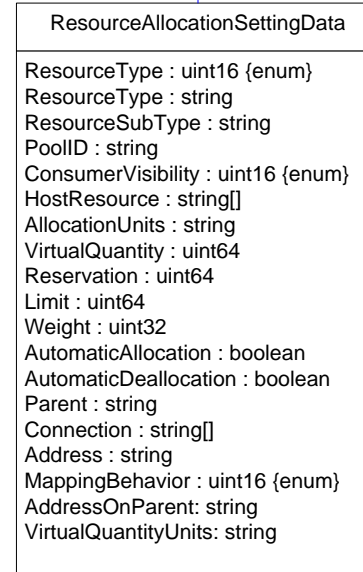 ResourceAllocationSettingData
ResourceType : uint16 {enum}
ResourceType : string
ResourceSubType : string
PoolID : string
ConsumerVisibility : uint16 {enum}
HostResource : string[]
AllocationUnits : string
VirtualQuantity : uint64
Reservation : uint64
Limit : uint64
Weight : uint32
AutomaticAllocation : boolean
AutomaticDeallocation : boolean
Parent : string
Connection : string[]
Address : string
MappingBehavior : uint16 {enum}
AddressOnParent: string
VirtualQuantityUnits: string